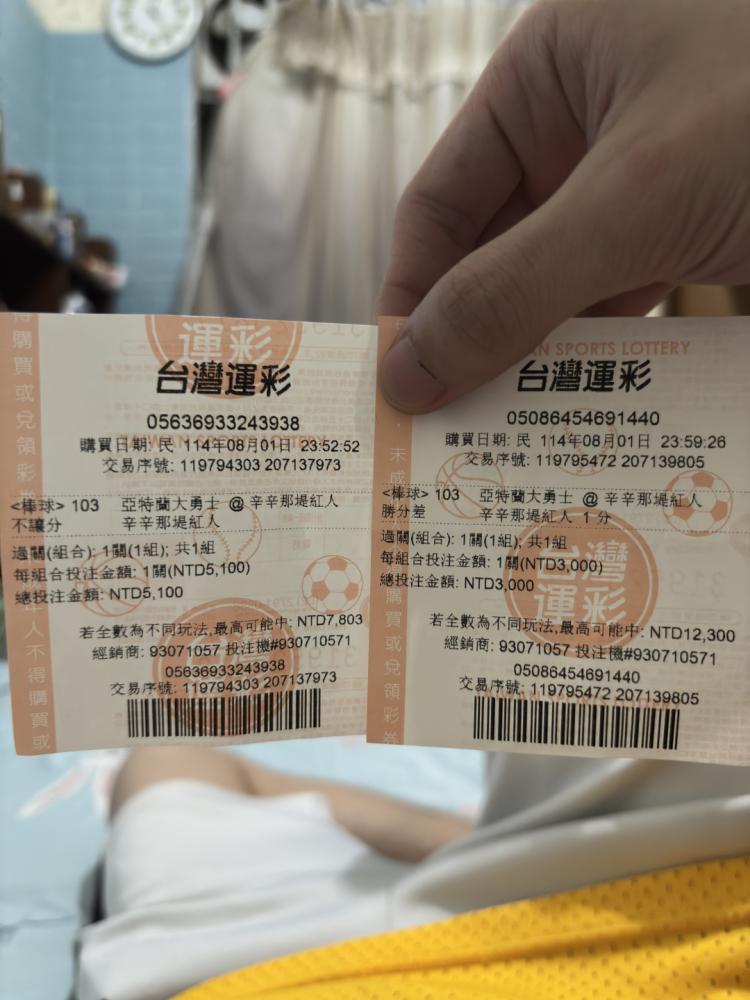 運彩
台灣運彩
05636933243938
購買日期: 民 114年08月01日 23:52:52
交易序號: 119794303 207137973
<棒球> 103 亞特蘭大勇士 @ 辛辛那堤紅人
不讓分 辛辛那堤紅人
過關(組合): 1關(1組); 共1組
每組合投注金額: 1關(NTD5,100)
總投注金額: NTD5,100
若全數為不同玩法,最高可能中: NTD7,803
經銷商: 93071057 投注機#930710571
05636933243938
交易序號: 119794303 207137973
AN SPORTS LOTTERY
台灣運彩
05086454691440
購買日期: 民 114年08月01日 23:59:26
交易序號: 119795472 207139805
<棒球> 103 亞特蘭大勇士 @ 辛辛那堤紅人
勝分差 辛辛那堤紅人 1 分
過關(組合): 1關(1組); 共1組
每組合投注金額: 1關(NTD3,000)
總投注金額: NTD3,000
台灣
運彩
若全數為不同玩法,最高可能中: NTD12,300
經銷商: 93071057 投注機#930710571
05086454691440
交易序號: 119795472 207139805